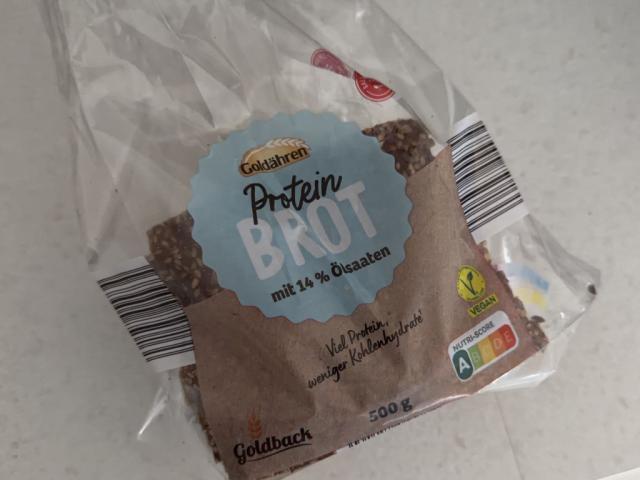 Goldähren
Protein
BROT
mit 14 % Ölsaaten
Viel Protein,
weniger Kohlenhydrate
VEGAN
NUTRI-SCORE
A B C D E
500 g
Goldback